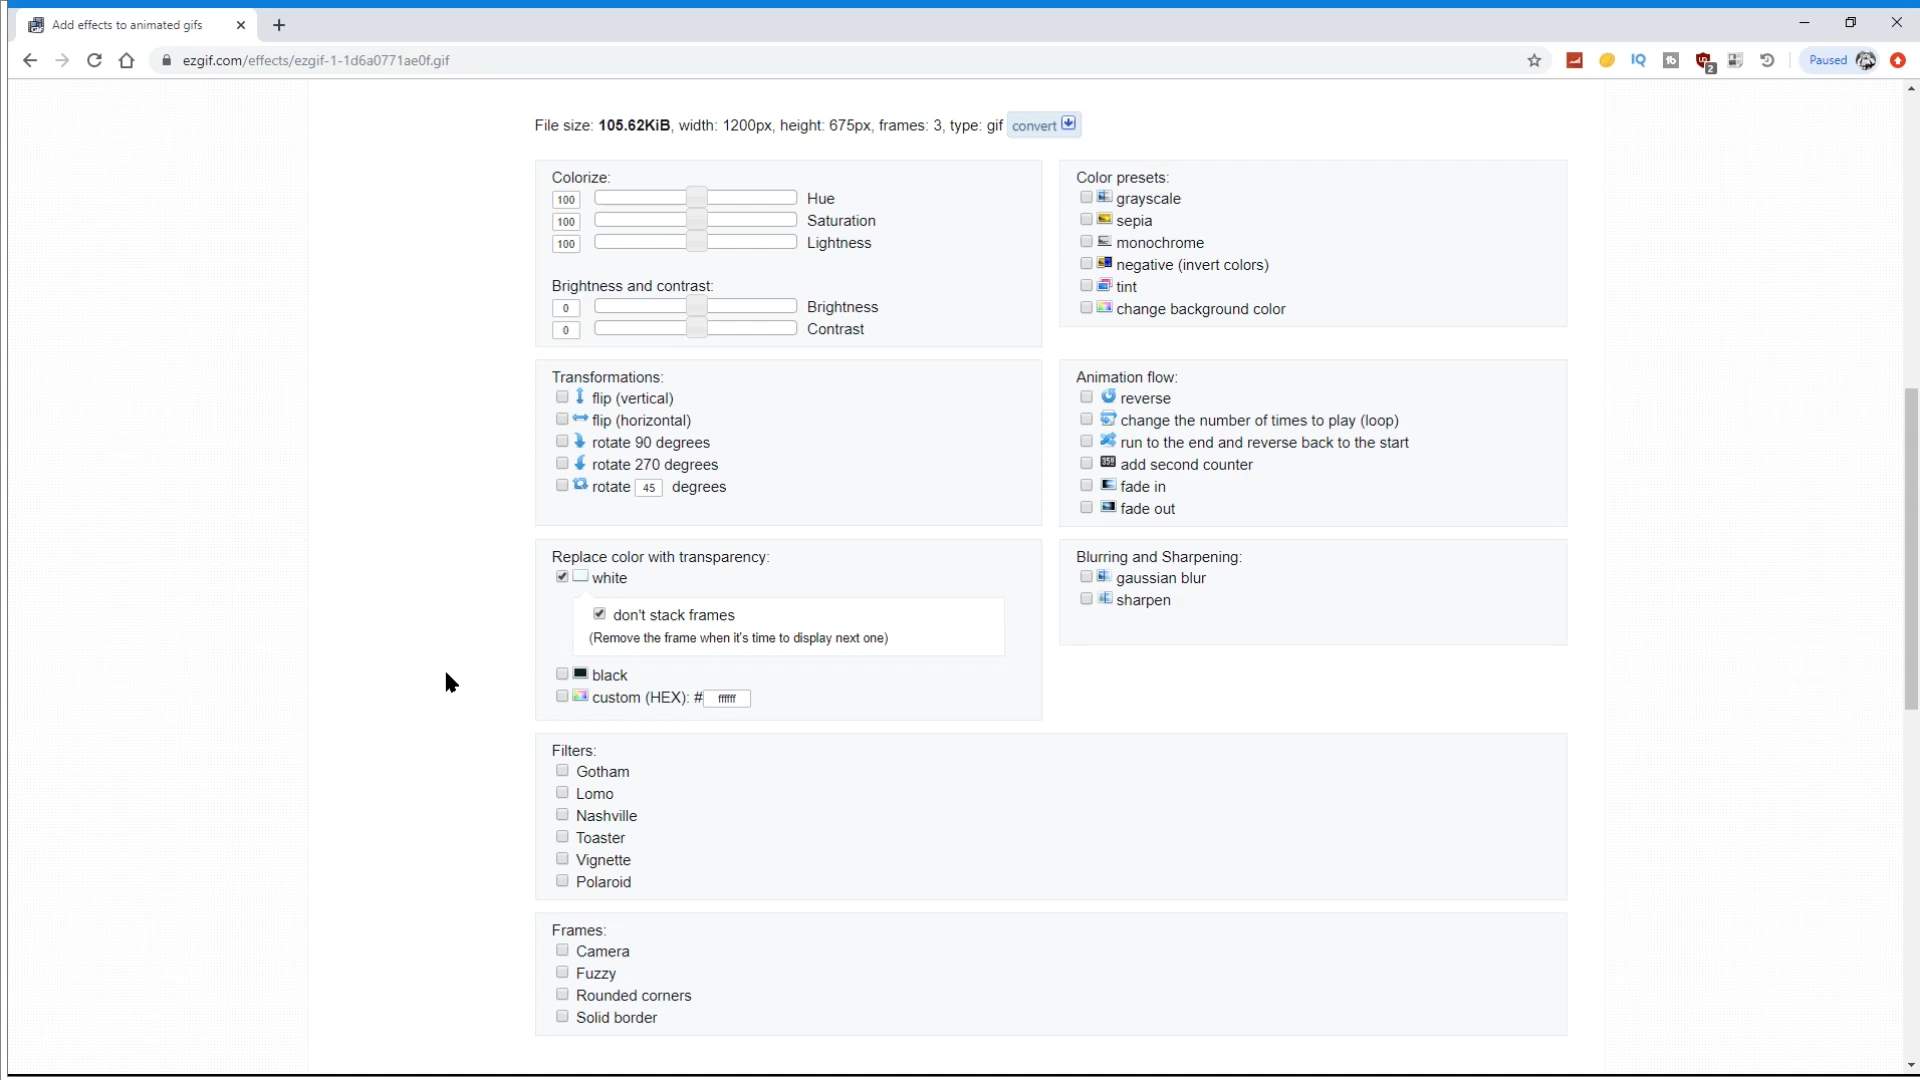 Add effects to animated gifs
ezgif.com/effects/ezgif-1-1d6a0771ae0f.gif
IQ
2
Paused
File size: 105.62KiB, width: 1200px, height: 675px, frames: 3, type: gif convert
Colorize:
100 Hue
100 Saturation
100 Lightness
Brightness and contrast:
0 Brightness
0 Contrast
Color presets:
grayscale
sepia
monochrome
negative (invert colors)
tint
change background color
Transformations:
flip (vertical)
flip (horizontal)
rotate 90 degrees
rotate 270 degrees
rotate 45 degrees
Animation flow:
reverse
change the number of times to play (loop)
run to the end and reverse back to the start
add second counter
fade in
fade out
Replace color with transparency:
white
don't stack frames
(Remove the frame when it's time to display next one)
black
custom (HEX): # ffffff
Blurring and Sharpening:
gaussian blur
sharpen
Filters:
Gotham
Lomo
Nashville
Toaster
Vignette
Polaroid
Frames:
Camera
Fuzzy
Rounded corners
Solid border